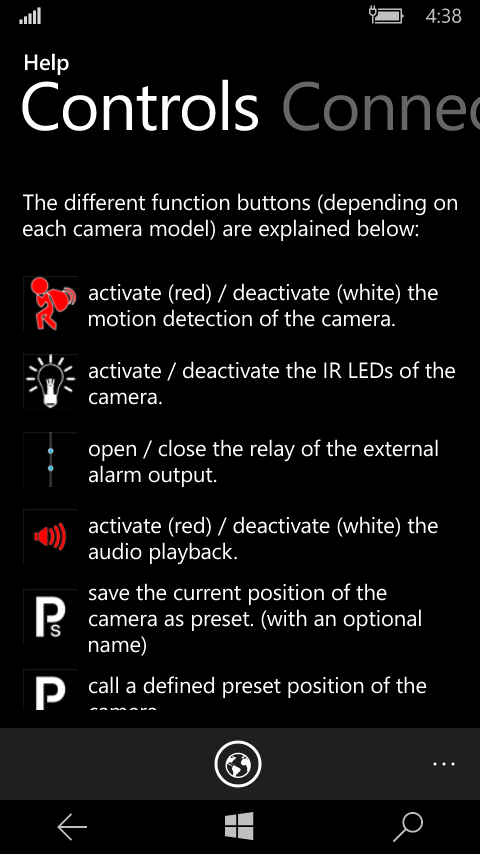 4:38
Help
Controls Connec
The different function buttons (depending on
each camera model) are explained below:
activate (red) / deactivate (white) the
motion detection of the camera.
activate / deactivate the IR LEDs of the
camera.
open / close the relay of the external
alarm output.
activate (red) / deactivate (white) the
audio playback.
save the current position of the
camera as preset. (with an optional
name)
Ps
call a defined preset position of the
camera
P